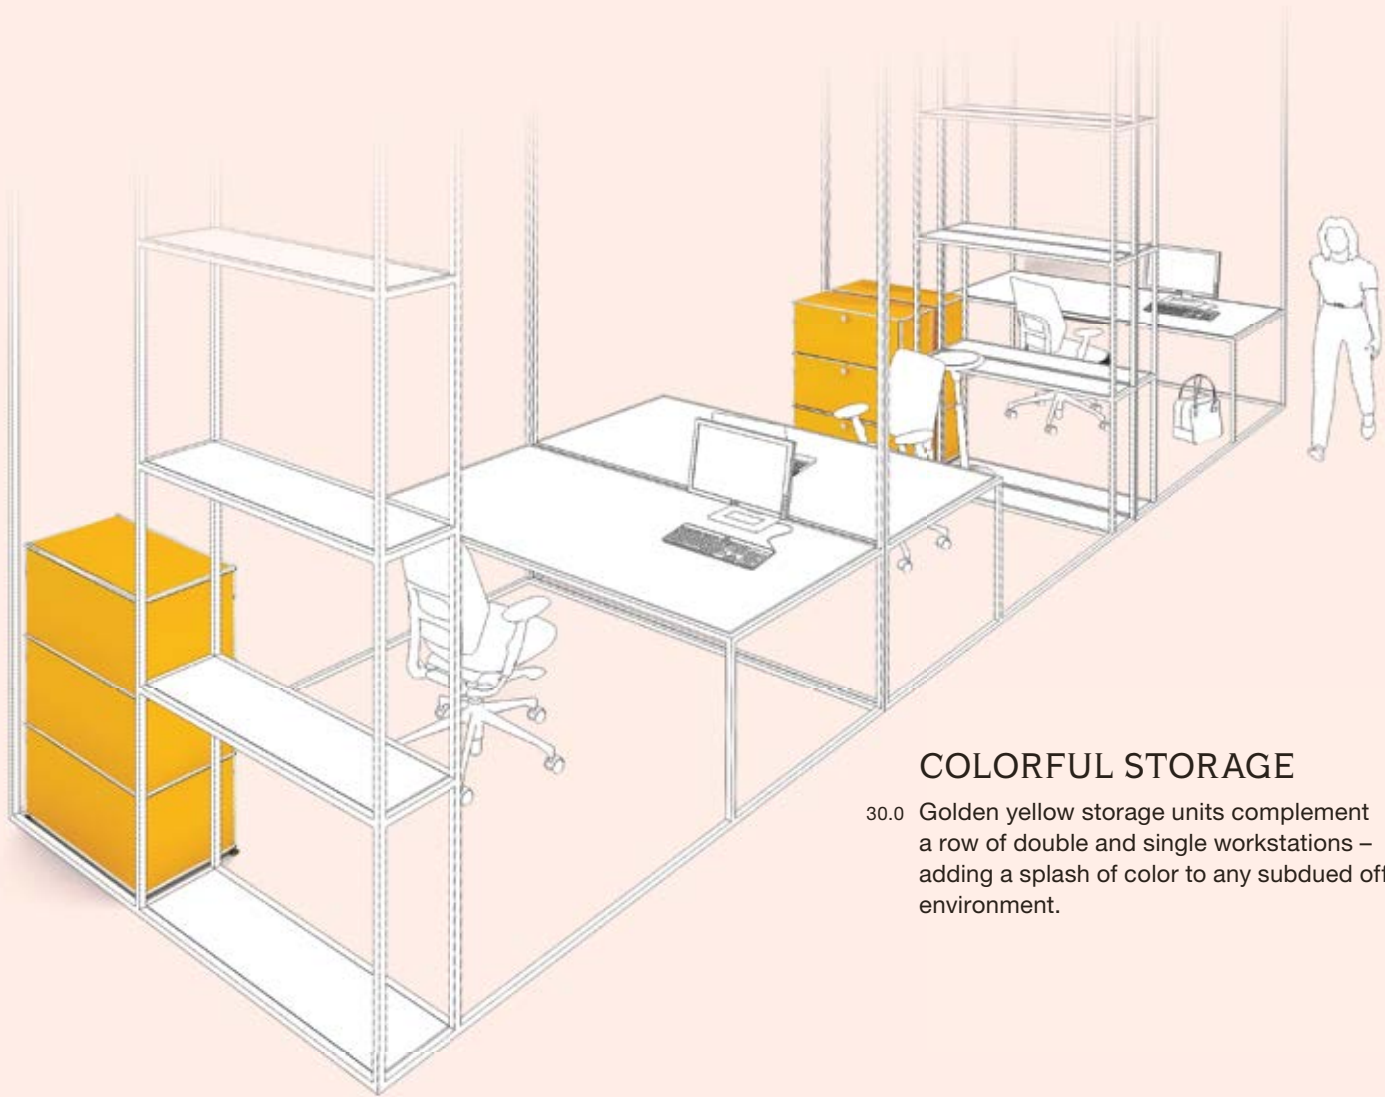 COLORFUL STORAGE
30.0 Golden yellow storage units complement
a row of double and single workstations –
adding a splash of color to any subdued
environment.